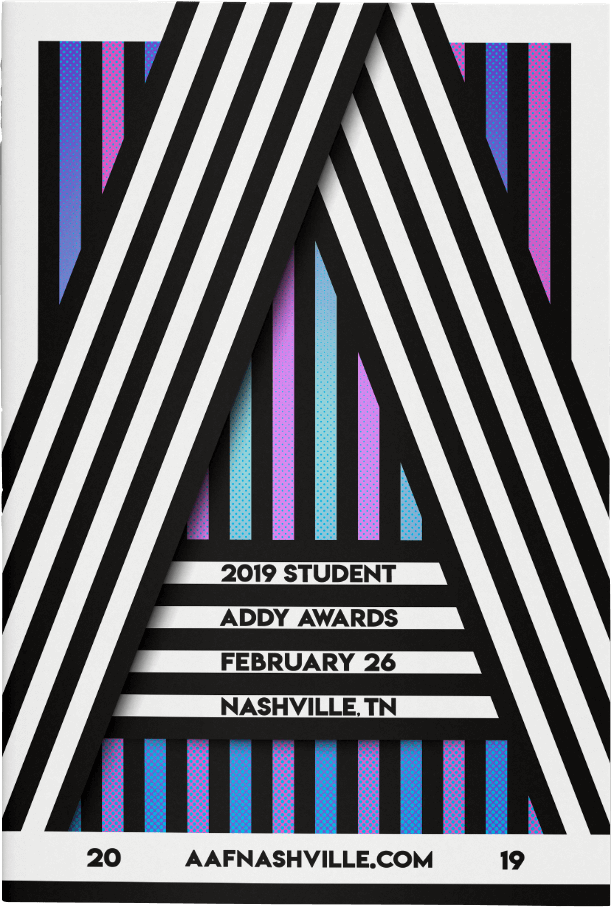 2019 STUDENT
ADDY AWARDS
FEBRUARY 26
NASHVILLE, TN
20 AAFNASHVILLE.COM 19